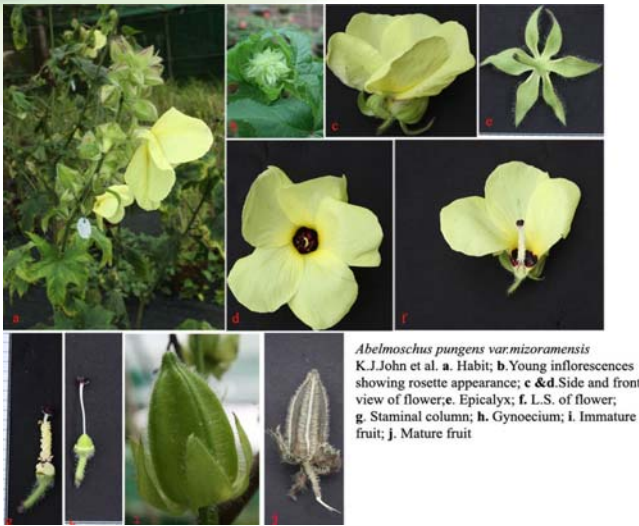 a
b
c
e
d
f
j
Abelmoschus pungens var.mizoramensis
K.J.John et al. a. Habit; b.Young inflorescences
showing rosette appearance; c &d.Side and front
view of flower;e. Epicalyx; f. L.S. of flower;
g. Staminal column; h. Gynoecium; i. Immature
fruit; j. Mature fruit